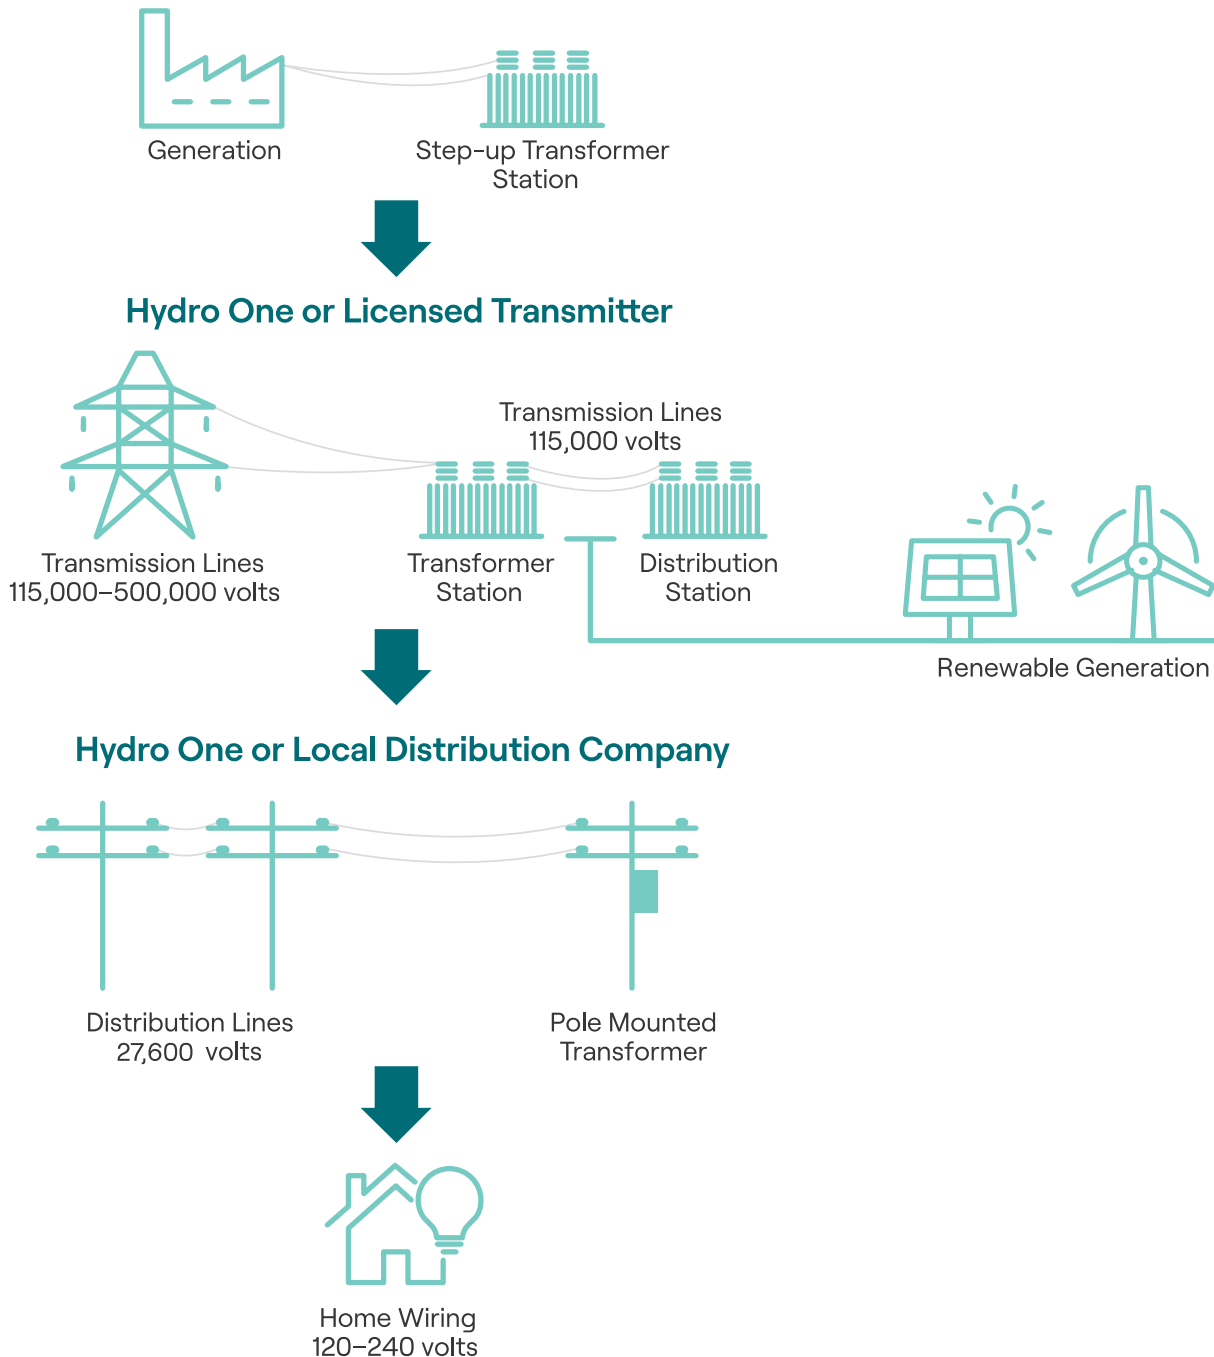 Generation
Step-up Transformer
Station
Hydro One or Licensed Transmitter
Transmission Lines
115,000 volts
Transmission Lines
115,000–500,000 volts
Transformer
Station
Distribution
Station
Renewable Generation
Hydro One or Local Distribution Company
Distribution Lines
27,600 volts
Pole Mounted
Transformer
Home Wiring
120–240 volts